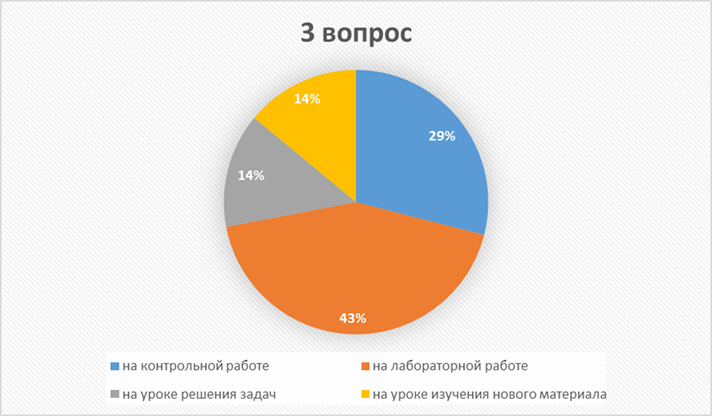 3 вопрос
14%
29%
14%
43%
на контрольной работе
на лабораторной работе
на уроке решения задач
на уроке изучения нового материала